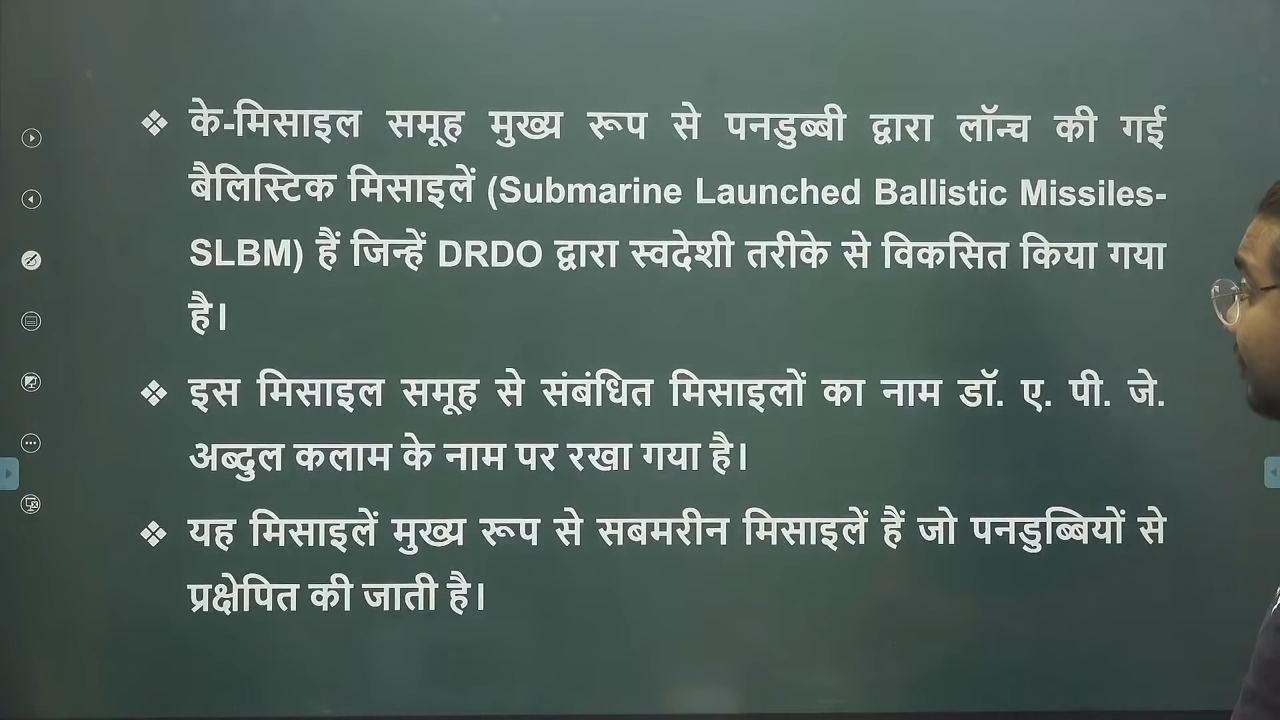 ❖ के-मिसाइल समूह मुख्य रूप से पनडुब्बी द्वारा लॉन्च की गई
बैलिस्टिक मिसाइलें (Submarine Launched Ballistic Missiles-
SLBM) हैं जिन्हें DRDO द्वारा स्वदेशी तरीके से विकसित किया गया
है।
❖ इस मिसाइल समूह से संबंधित मिसाइलों का नाम डॉ. ए. पी. जे.
अब्दुल कलाम के नाम पर रखा गया है।
❖ यह मिसाइलें मुख्य रूप से सबमरीन मिसाइलें हैं जो पनडुब्बियों से
प्रक्षेपित की जाती है।